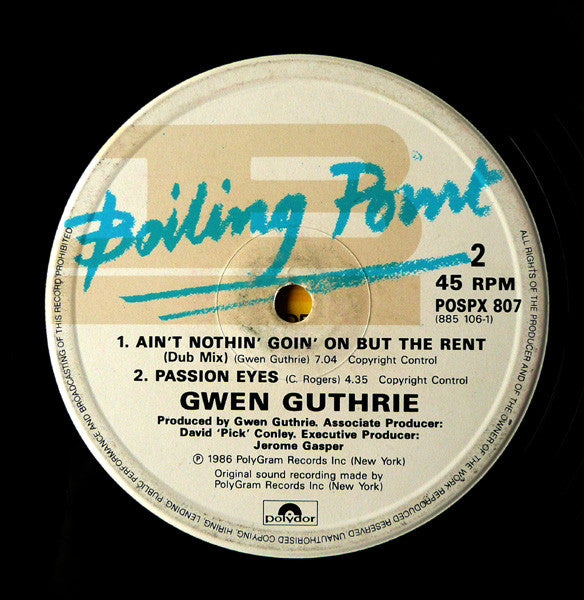 Boiling Point
2
45 RPM
POSPX 807
(885 106-1)
1. AIN'T NOTHIN' GOIN' ON BUT THE RENT
(Dub Mix) (Gwen Guthrie) 7.04 Copyright Control
2. PASSION EYES (C. Rogers) 4.35 Copyright Control
GWEN GUTHRIE
Produced by Gwen Guthrie. Associate Producer:
David 'Pick' Conley. Executive Producer:
Jerome Gasper
℗ 1986 PolyGram Records Inc (New York)
Original sound recording made by
PolyGram Records Inc (New York)
polydor
ALL RIGHTS OF THE PRODUCER AND OF THE OWNER OF THE WORK REPRODUCED RESERVED UNAUTHORISED COPYING, HIRING, LENDING, PUBLIC PERFORMANCE AND BROADCASTING OF THIS RECORD PROHIBITED